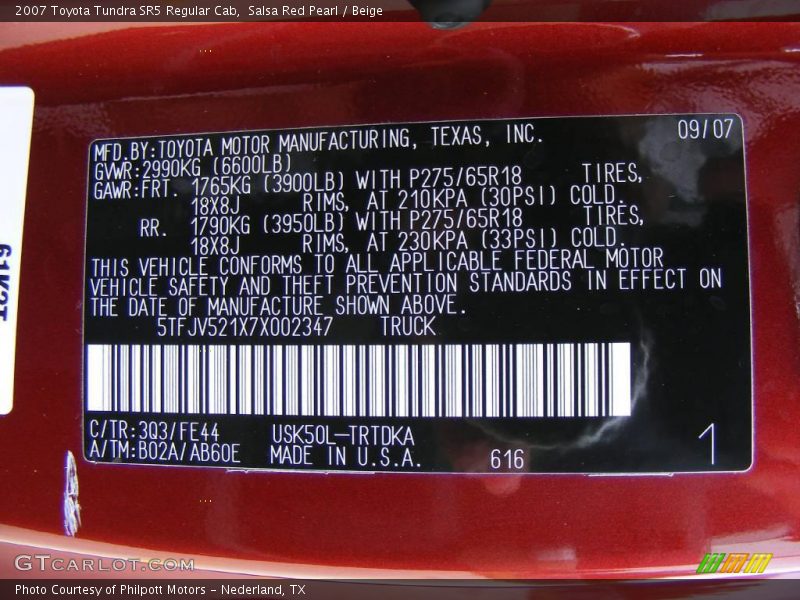 2007 Toyota Tundra SR5 Regular Cab,  Salsa Red Pearl / Beige
MFD.BY:TOYOTA MOTOR MANUFACTURING, TEXAS, INC. 09/07
GVWR:2990KG (6600LB)
GAWR:FRT. 1765KG (3900LB) WITH P275/65R18 TIRES,
18X8J RIMS, AT 210KPA (30PSI) COLD.
RR. 1790KG (3950LB) WITH P275/65R18 TIRES,
18X8J RIMS, AT 230KPA (33PSI) COLD.
THIS VEHICLE CONFORMS TO ALL APPLICABLE FEDERAL MOTOR
VEHICLE SAFETY AND THEFT PREVENTION STANDARDS IN EFFECT ON
THE DATE OF MANUFACTURE SHOWN ABOVE.
5TFJV521X7X002347 TRUCK
C/TR:3Q3/FE44 USK50L-TRTDKA
A/TM:B02A/AB60E MADE IN U.S.A. 616 1
GTCARLOT.COM
Photo Courtesy of Philpott Motors - Nederland, TX